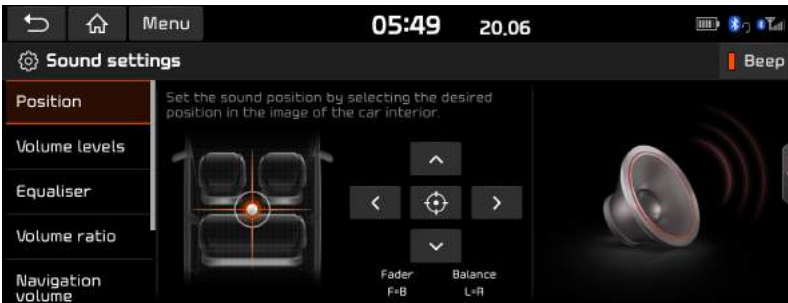 Menu
05:49
20.06
Sound settings
Beep
Position
Set the sound position by selecting the desired
position in the image of the car interior.
Volume levels
Equaliser
Volume ratio
Navigation
volume
Fader
Balance
F=B
L=R